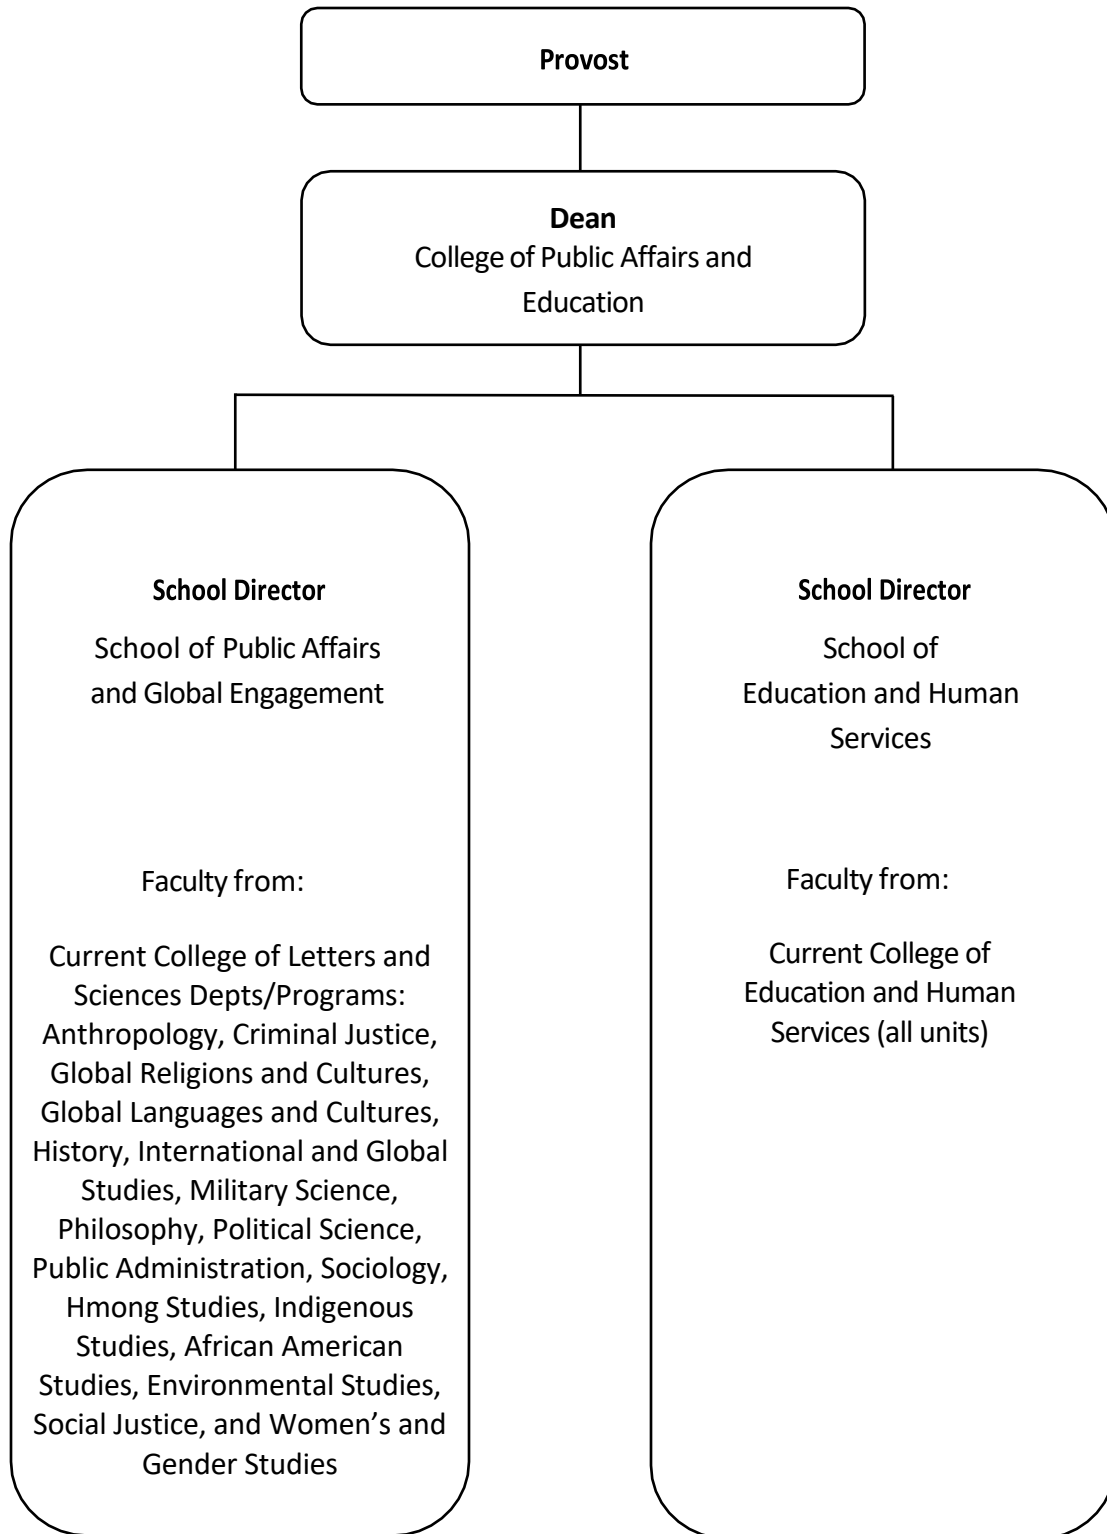 Provost
Dean
College of Public Affairs and
Education
School Director
School of Public Affairs
and Global Engagement
Faculty from:
Current College of Letters and
Sciences Depts/Programs:
Anthropology, Criminal Justice,
Global Religions and Cultures,
Global Languages and Cultures,
History, International and Global
Studies, Military Science,
Philosophy, Political Science,
Public Administration, Sociology,
Hmong Studies, Indigenous
Studies, African American
Studies, Environmental Studies,
Social Justice, and Women’s and
Gender Studies
School Director
School of
Education and Human
Services
Faculty from:
Current College of
Education and Human
Services (all units)